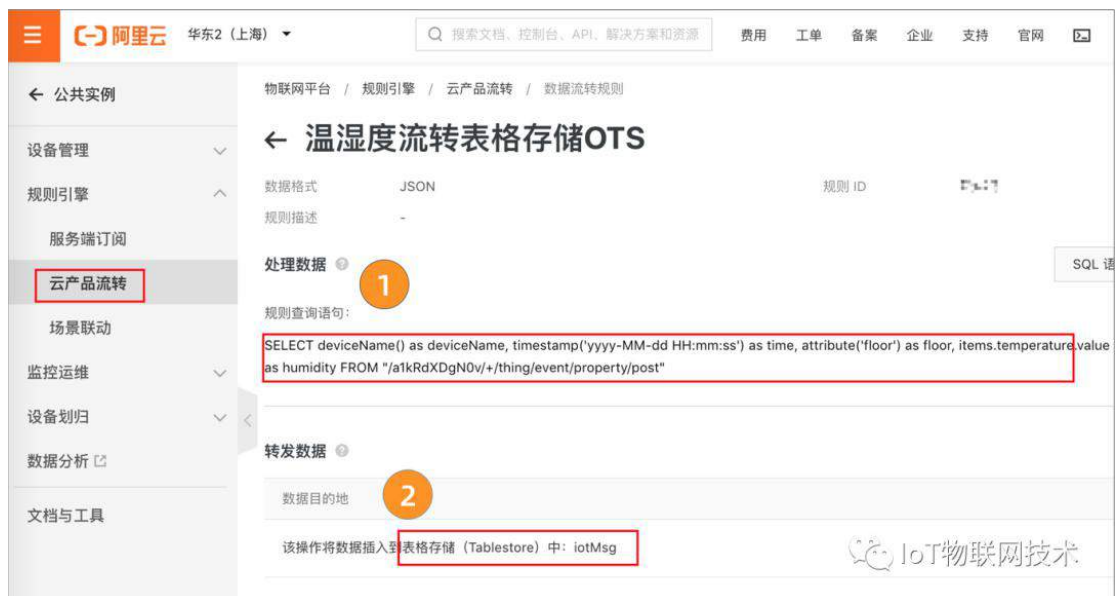 阿里云 华东2（上海） 搜索文档、控制台、API、解决方案和资源 费用 工单 备案 企业 支持 官网
公共实例
设备管理
规则引擎
服务端订阅
云产品流转
场景联动
监控运维
设备划归
数据分析
文档与工具
物联网平台 / 规则引擎 / 云产品流转 / 数据流转规则
温湿度流转表格存储OTS
数据格式 JSON 规则 ID
规则描述 -
处理数据 1 SQL 语
规则查询语句：
SELECT deviceName() as deviceName, timestamp('yyyy-MM-dd HH:mm:ss') as time, attribute('floor') as floor, items.temperature.value
as humidity FROM "/a1kRdXDgN0v/+/thing/event/property/post"
转发数据
数据目的地 2
该操作将数据插入到表格存储（Tablestore）中：iotMsg
IoT物联网技术